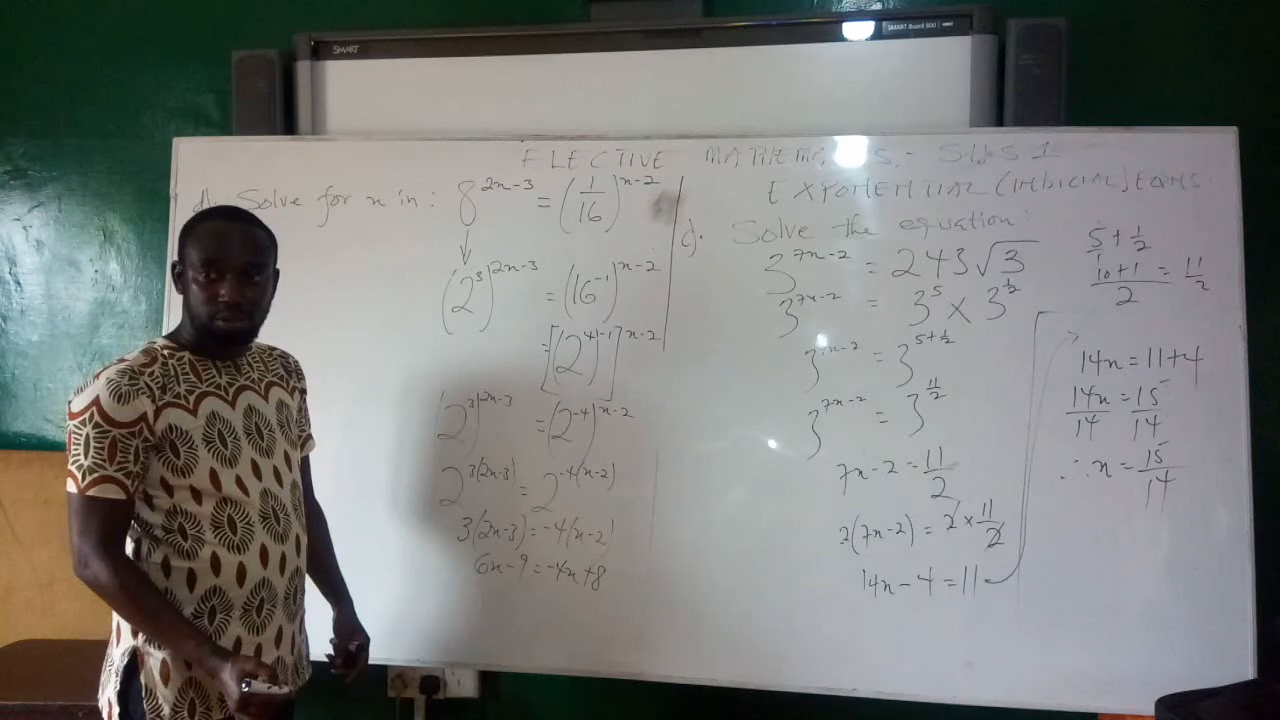 SMART
SMART Board 800
ELECTIVE MATHEMATICS - SHS 1
EXPONENTIAL (INDICIAL) EQNS.
d. Solve for x in: 8^(2x-3) = (1/16)^(x-2)
(2^3)^(2x-3) = (16^-1)^(x-2)
= [(2^4)^-1]^(x-2)
(2^3)^(2x-3) = (2^-4)^(x-2)
2^3(2x-3) = 2^-4(x-2)
3(2x-3) = -4(x-2)
6x-9 = -4x+8
Solve the equation:
3^(7x-2) = 243√3
3^(7x-2) = 3^5 × 3^(1/2)
3^(7x-2) = 3^(5+1/2)
3^(7x-2) = 3^(11/2)
7x-2 = 11/2
2(7x-2) = 2 × 11/2
14x - 4 = 11
5/1 + 1/2
(10+1)/2 = 11/2
14x = 11+4
14x/14 = 15/14
∴ x = 15/14